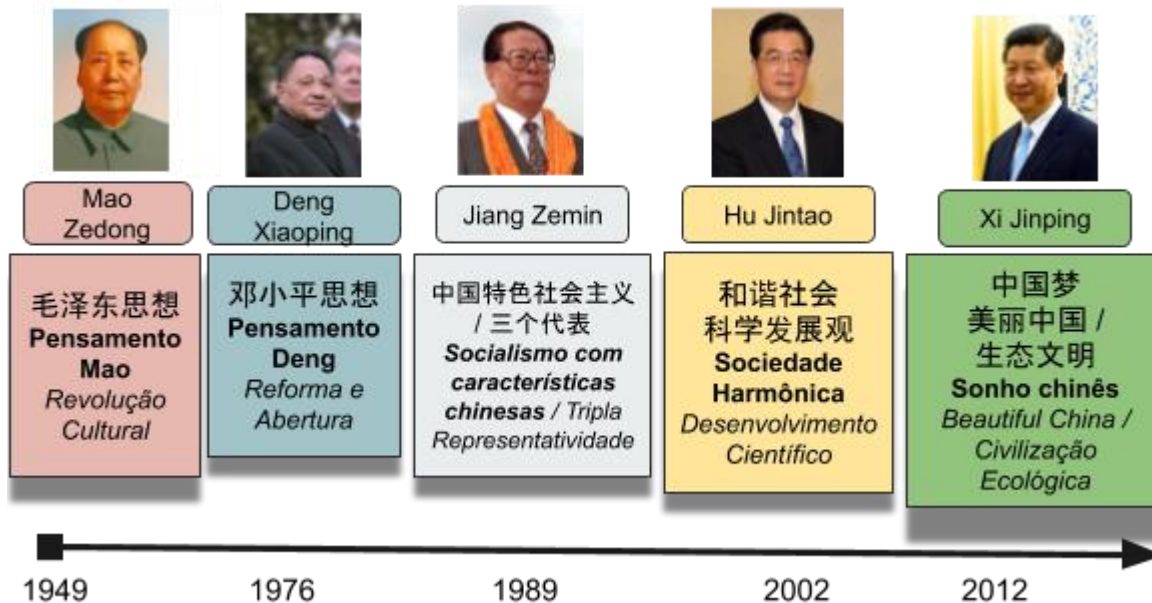 Mao
Zedong
Deng
Xiaoping
Jiang Zemin
Hu Jintao
Xi Jinping
毛泽东思想
Pensamento
Mao
Revolução
Cultural
邓小平思想
Pensamento
Deng
Reforma e
Abertura
中国特色社会主义
/ 三个代表
Socialismo com
características
chinesas / Tripla
Representatividade
和谐社会
科学发展观
Sociedade
Harmônica
Desenvolvimento
Científico
中国梦
美丽中国 /
生态文明
Sonho chinês
Beautiful China /
Civilização
Ecológica
1949
1976
1989
2002
2012